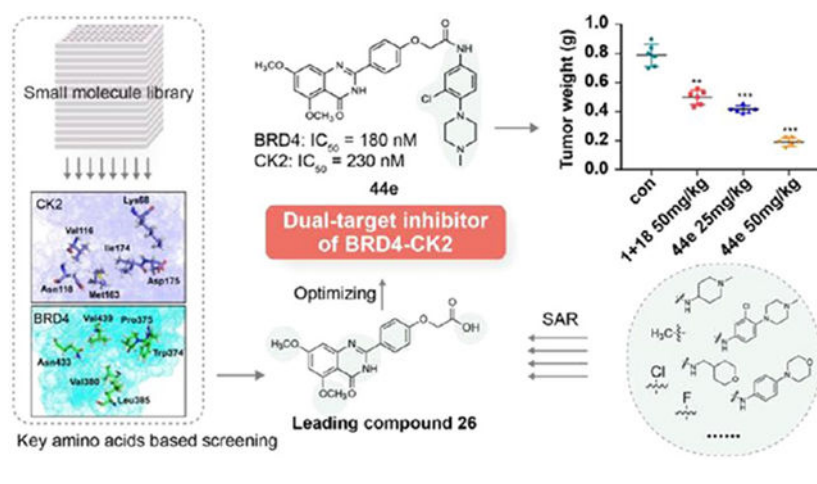 Small molecule library
CK2
Lys68
Val116
Ile174
Asn118
Met163
Asp175
BRD4
Val439
Pro375
Asn433
Trp374
Val380
Leu385
Key amino acids based screening
O
O
NH
H₃CO
N
NH
Cl
OCH₃
O
N
N
BRD4: IC₅₀ = 180 nM
CK2: IC₅₀ = 230 nM
44e
Dual-target inhibitor
of BRD4-CK2
Optimizing
O
O
OH
H₃CO
N
NH
OCH₃
O
Leading compound 26
SAR
Tumor weight (g)
1.0
0.8
0.6
0.4
0.2
0.0
**
***
***
con
1+18 50mg/kg
44e 25mg/kg
44e 50mg/kg
N
N
H
H₃C
Cl
N
N
N
H
Cl
N
H
O
F
N
H
N
O
......